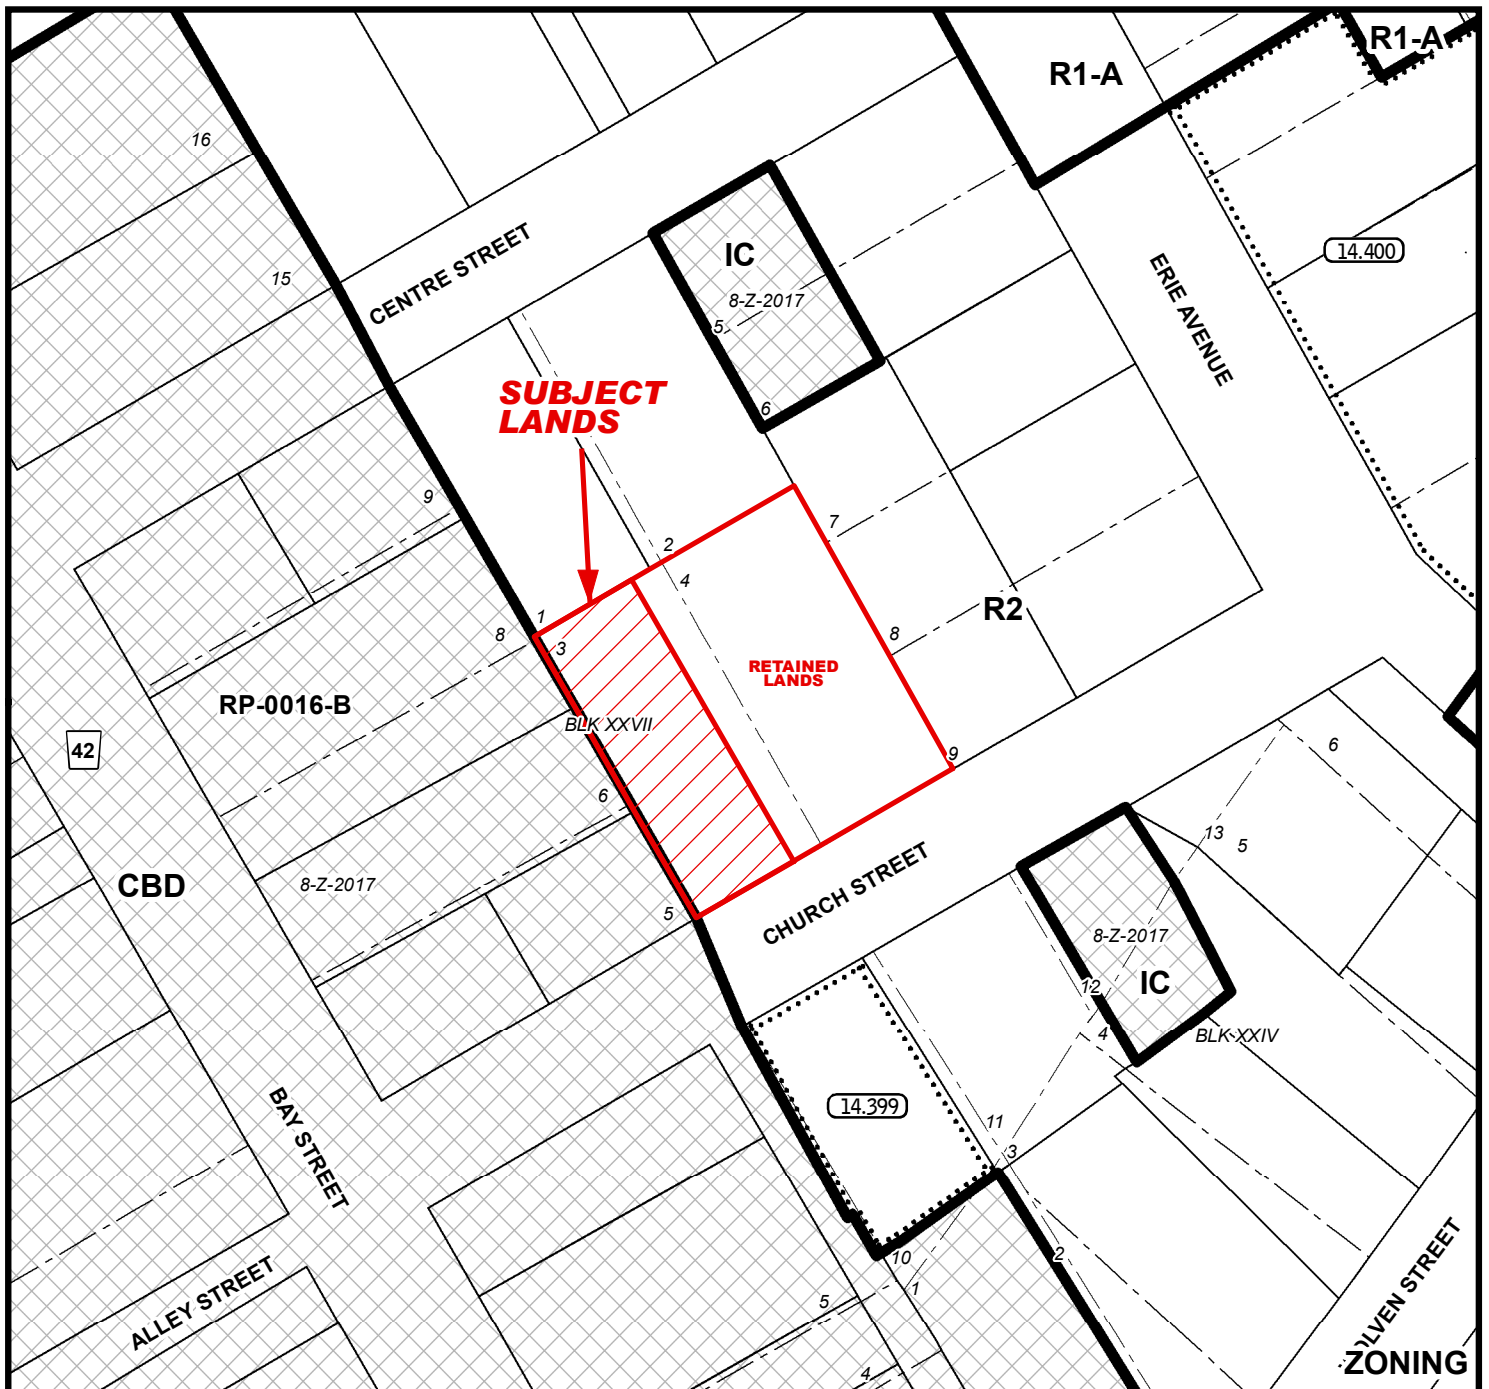 R1-A
R1-A
16
14.400
CENTRE STREET
IC
8-Z-2017
5
6
15
ERIE AVENUE
SUBJECT
LANDS
9
7
2
4
1
8
3
R2
8
RETAINED
LANDS
RP-0016-B
BLK XXVII
42
9
6
6
CBD
8-Z-2017
13
5
5
CHURCH STREET
8-Z-2017
IC
12
4
BLK XXIV
14.399
11
3
BAY STREET
10
2
1
5
ALLEY STREET
4
OLVEN STREET
ZONING